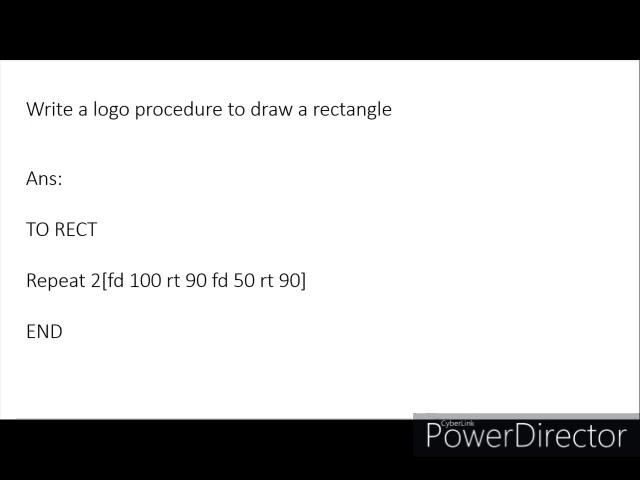 Write a logo procedure to draw a rectangle
Ans:
TO RECT
Repeat 2[fd 100 rt 90 fd 50 rt 90]
END
CyberLink
PowerDirector